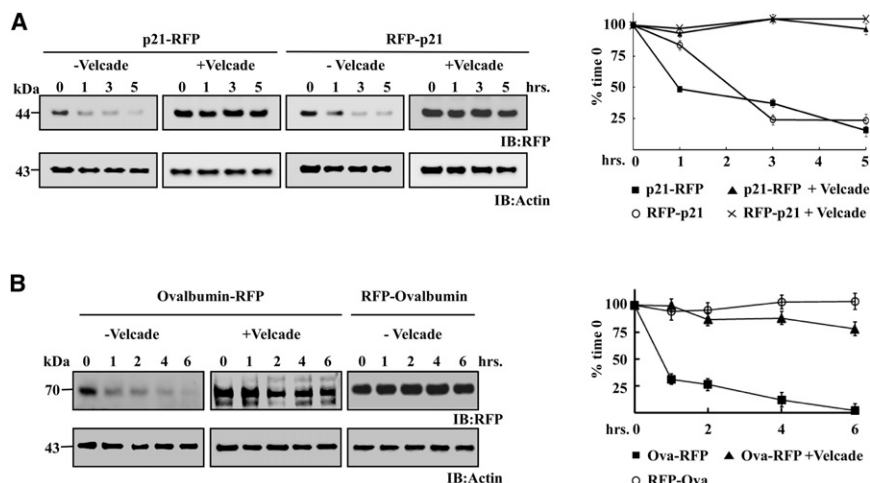 A
p21-RFP RFP-p21
-Velcade +Velcade - Velcade +Velcade
kDa 0 1 3 5 0 1 3 5 0 1 3 5 0 1 3 5 hrs.
44
IB:RFP
43
IB:Actin
% time 0
100
75
50
25
hrs. 0 1 2 3 4 5
p21-RFP p21-RFP + Velcade
RFP-p21 RFP-p21 + Velcade
B
Ovalbumin-RFP RFP-Ovalbumin
-Velcade +Velcade - Velcade
kDa 0 1 2 4 6 0 1 2 4 6 0 1 2 4 6 hrs.
70
IB:RFP
43
IB:Actin
% time 0
100
75
50
25
hrs. 0 2 4 6
Ova-RFP Ova-RFP +Velcade
RFP-Ova